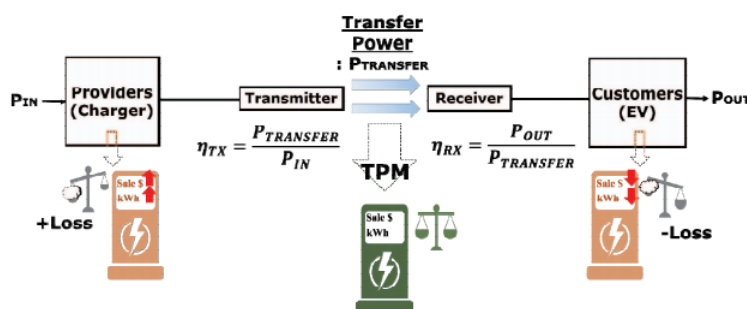 Transfer
Power
: PTRANSFER
Providers
(Charger)
Customers
(EV)
PIN
Transmitter
Receiver
POUT
ηTX = PTRANSFER / PIN
ηRX = POUT / PTRANSFER
TPM
Sale $
kWh
+Loss
Sale $
kWh
Sale $
kWh
-Loss